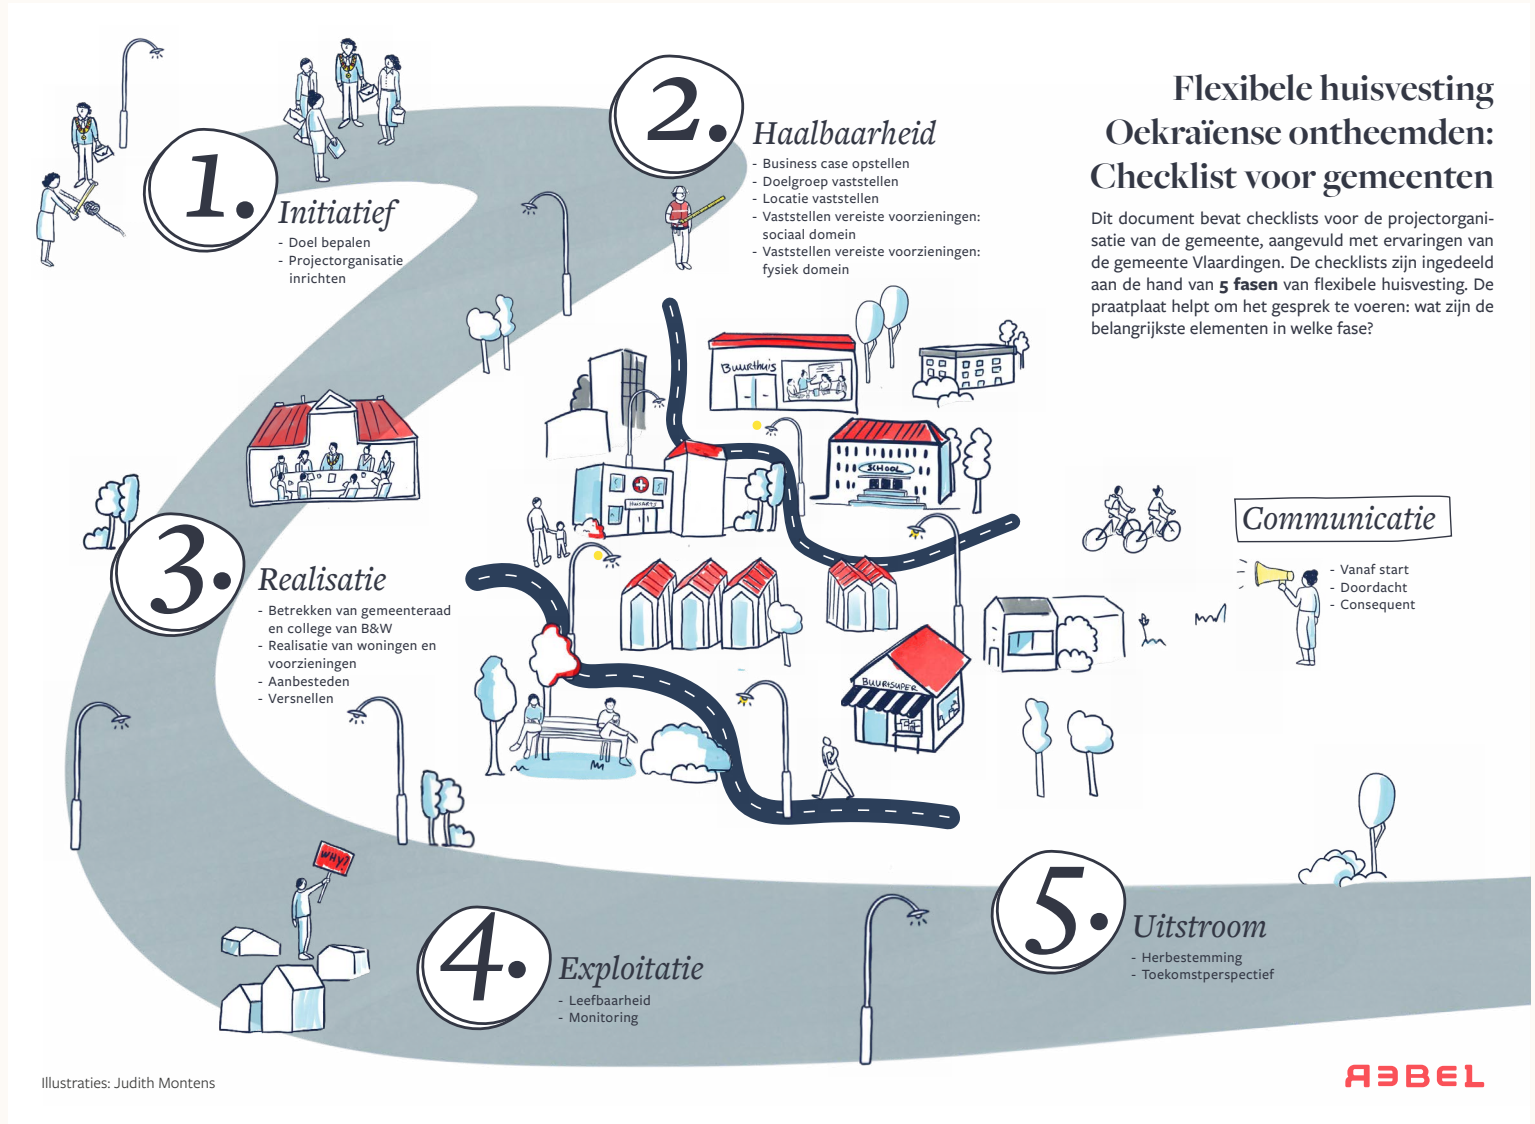 Flexibele huisvesting
Oekraïense ontheemden:
Checklist voor gemeenten
Dit document bevat checklists voor de projectorgani-
satie van de gemeente, aangevuld met ervaringen van
de gemeente Vlaardingen. De checklists zijn ingedeeld
aan de hand van 5 fasen van flexibele huisvesting. De
praatplaat helpt om het gesprek te voeren: wat zijn de
belangrijkste elementen in welke fase?
1.
Initiatief
- Doel bepalen
- Projectorganisatie
inrichten
2.
Haalbaarheid
- Business case opstellen
- Doelgroep vaststellen
- Locatie vaststellen
- Vaststellen vereiste voorzieningen:
sociaal domein
- Vaststellen vereiste voorzieningen:
fysiek domein
Buurthuis
SCHOOL
HUISARTS
BUURTSUPER
3.
Realisatie
- Betrekken van gemeenteraad
en college van B&W
- Realisatie van woningen en
voorzieningen
- Aanbesteden
- Versnellen
Communicatie
- Vanaf start
- Doordacht
- Consequent
WHY?
4.
Exploitatie
- Leefbaarheid
- Monitoring
5.
Uitstroom
- Herbestemming
- Toekomstperspectief
Illustraties: Judith Montens
REBEL